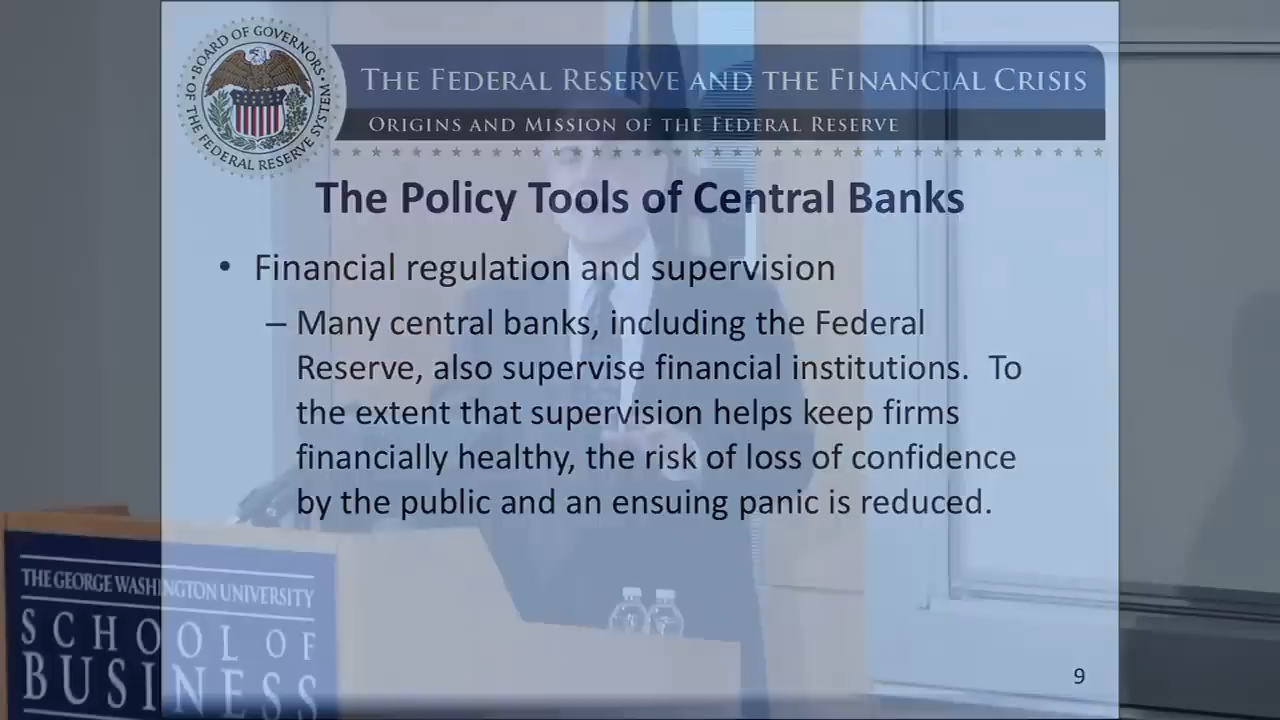 BOARD OF GOVERNORS
OF THE FEDERAL RESERVE SYSTEM
THE FEDERAL RESERVE AND THE FINANCIAL CRISIS
ORIGINS AND MISSION OF THE FEDERAL RESERVE
The Policy Tools of Central Banks
• Financial regulation and supervision
– Many central banks, including the Federal
Reserve, also supervise financial institutions. To
the extent that supervision helps keep firms
financially healthy, the risk of loss of confidence
by the public and an ensuing panic is reduced.
THE GEORGE WASHINGTON UNIVERSITY
SCHOOL OF
BUSINESS
9